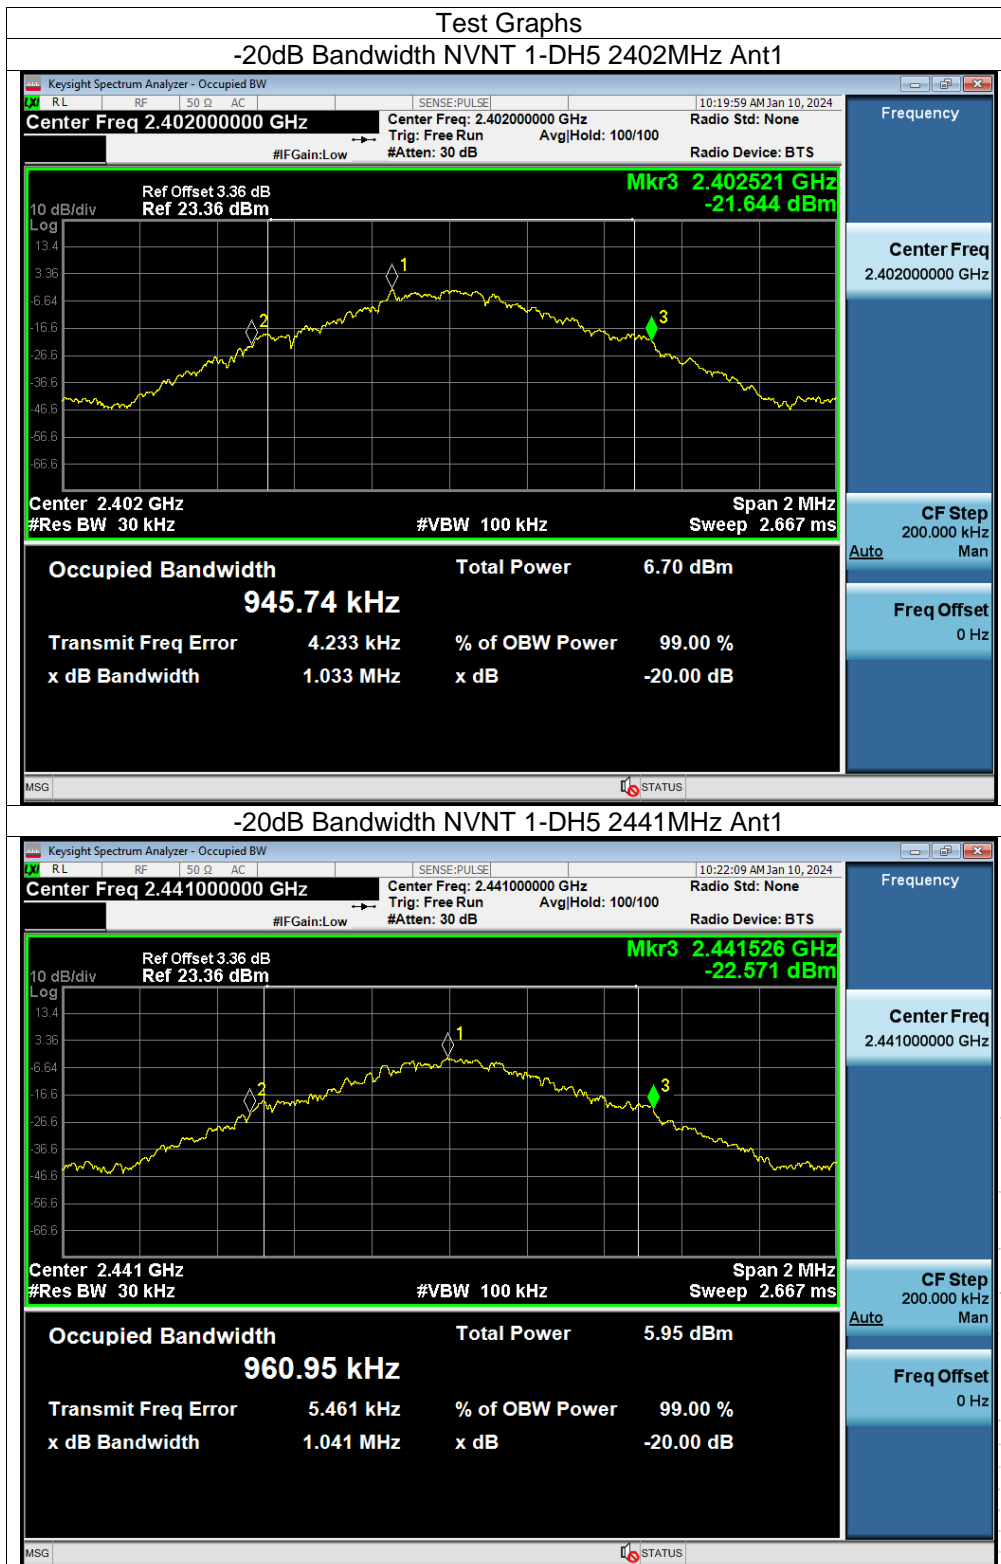 Test Graphs
-20dB Bandwidth NVNT 1-DH5 2402MHz Ant1
Keysight Spectrum Analyzer - Occupied BW
LXI RL RF 50 Ω AC SENSE:PULSE 10:19:59 AM Jan 10, 2024
Center Freq 2.402000000 GHz
Center Freq: 2.402000000 GHz
Radio Std: None
Trig: Free Run Avg|Hold: 100/100
#IFGain:Low
#Atten: 30 dB
Radio Device: BTS
Frequency
Mkr3 2.402521 GHz
-21.644 dBm
Ref Offset 3.36 dB
10 dB/div Ref 23.36 dBm
Log
13.4
3.36
-6.64
-16.6
-26.6
-36.6
-46.6
-56.6
-66.6
1
2
3
Center 2.402 GHz Span 2 MHz
#Res BW 30 kHz #VBW 100 kHz Sweep 2.667 ms
Center Freq
2.402000000 GHz
CF Step
200.000 kHz
Auto Man
Freq Offset
0 Hz
Occupied Bandwidth Total Power 6.70 dBm
945.74 kHz
Transmit Freq Error 4.233 kHz % of OBW Power 99.00 %
x dB Bandwidth 1.033 MHz x dB -20.00 dB
MSG STATUS
-20dB Bandwidth NVNT 1-DH5 2441MHz Ant1
Keysight Spectrum Analyzer - Occupied BW
LXI RL RF 50 Ω AC SENSE:PULSE 10:22:09 AM Jan 10, 2024
Center Freq 2.441000000 GHz
Center Freq: 2.441000000 GHz
Radio Std: None
Trig: Free Run Avg|Hold: 100/100
#IFGain:Low
#Atten: 30 dB
Radio Device: BTS
Frequency
Mkr3 2.441526 GHz
-22.571 dBm
Ref Offset 3.36 dB
10 dB/div Ref 23.36 dBm
Log
13.4
3.36
-6.64
-16.6
-26.6
-36.6
-46.6
-56.6
-66.6
1
2
3
Center 2.441 GHz Span 2 MHz
#Res BW 30 kHz #VBW 100 kHz Sweep 2.667 ms
Center Freq
2.441000000 GHz
CF Step
200.000 kHz
Auto Man
Freq Offset
0 Hz
Occupied Bandwidth Total Power 5.95 dBm
960.95 kHz
Transmit Freq Error 5.461 kHz % of OBW Power 99.00 %
x dB Bandwidth 1.041 MHz x dB -20.00 dB
MSG STATUS